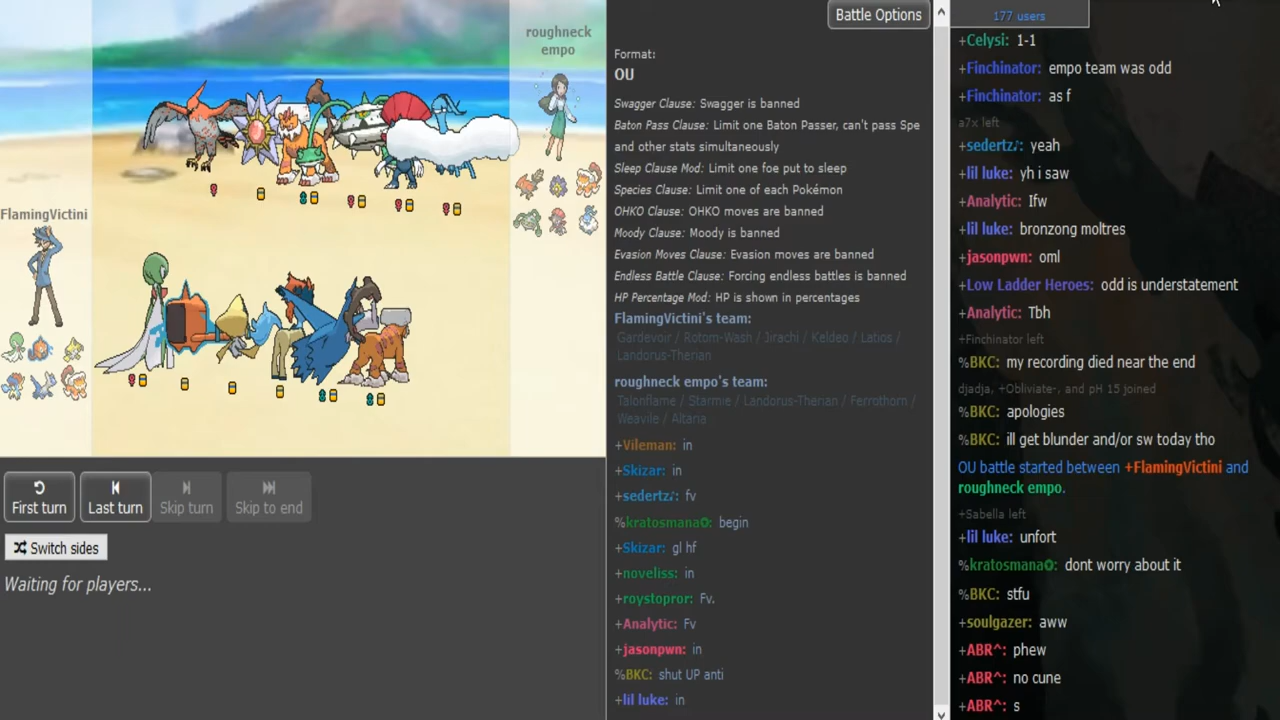 roughneck
empo
FlamingVictini
First turn
Last turn
Skip turn
Skip to end
Switch sides
Waiting for players...
Battle Options
Format:
OU
Swagger Clause: Swagger is banned
Baton Pass Clause: Limit one Baton Passer, can't pass Spe
and other stats simultaneously
Sleep Clause Mod: Limit one foe put to sleep
Species Clause: Limit one of each Pokémon
OHKO Clause: OHKO moves are banned
Moody Clause: Moody is banned
Evasion Moves Clause: Evasion moves are banned
Endless Battle Clause: Forcing endless battles is banned
HP Percentage Mod: HP is shown in percentages
FlamingVictini's team:
Gardevoir / Rotom-Wash / Jirachi / Keldeo / Latios /
Landorus-Therian
roughneck empo's team:
Talonflame / Starmie / Landorus-Therian / Ferrothorn /
Weavile / Altaria
+Vileman: in
+Skizar: in
+sedertz♪: fv
%kratosmana✪: begin
+Skizar: gl hf
+noveliss: in
+roystopror: Fv.
+Analytic: Fv
+jasonpwn: in
%BKC: shut UP anti
+lil luke: in
177 users
+Celysi: 1-1
+Finchinator: empo team was odd
+Finchinator: as f
a7x left
+sedertz♪: yeah
+lil luke: yh i saw
+Analytic: Ifw
+lil luke: bronzong moltres
+jasonpwn: oml
+Low Ladder Heroes: odd is understatement
+Analytic: Tbh
+Finchinator left
%BKC: my recording died near the end
djadja, +Obliviate-, and pH 15 joined
%BKC: apologies
%BKC: ill get blunder and/or sw today tho
OU battle started between +FlamingVictini and
roughneck empo.
+Sabella left
+lil luke: unfort
%kratosmana✪: dont worry about it
%BKC: stfu
+soulgazer: aww
+ABR^: phew
+ABR^: no cune
+ABR^: s